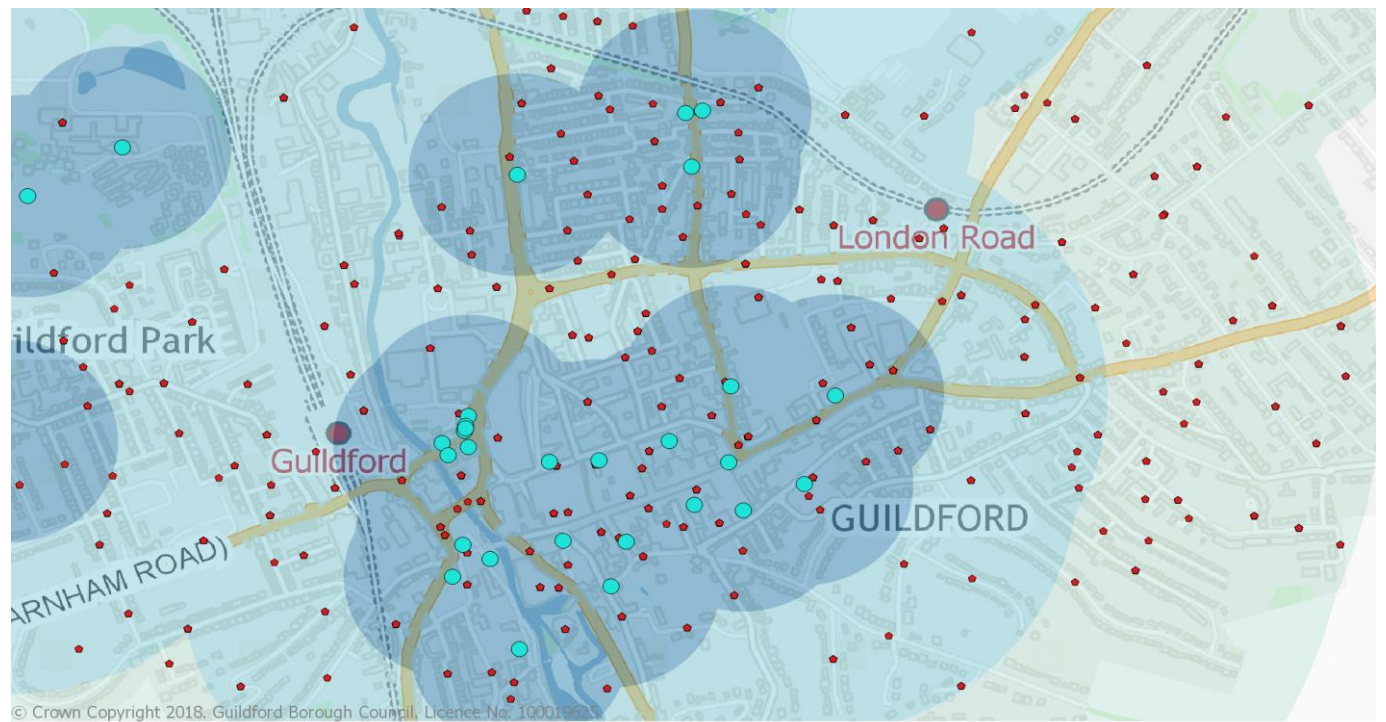 London Road
ildford Park
Guildford
GUILDFORD
ARNHAM ROAD)
© Crown Copyright 2018. Guildford Borough Council, Licence No. 100019625